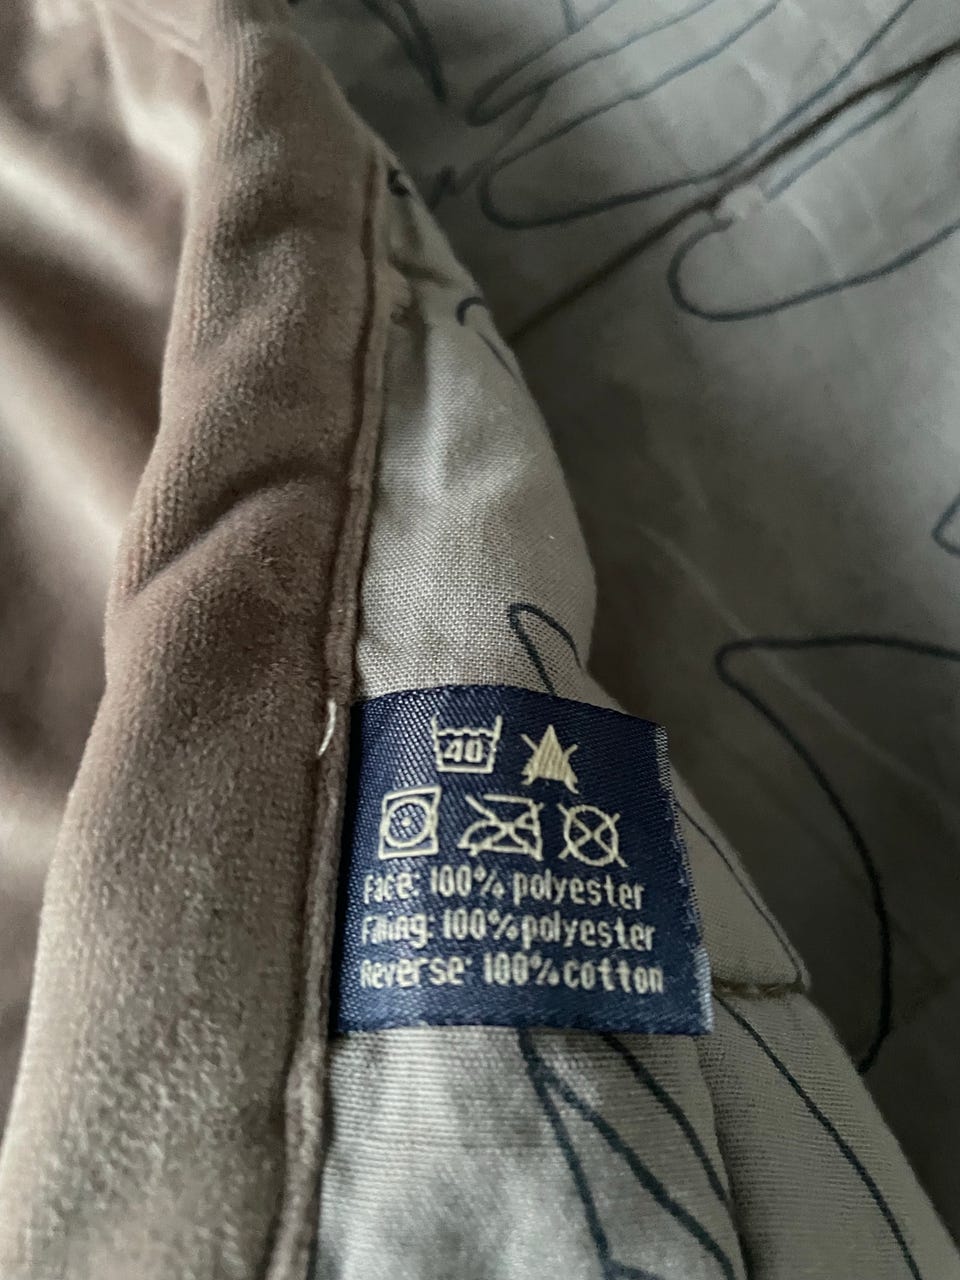 40
Face: 100% polyester
Filling: 100% polyester
Reverse: 100% cotton